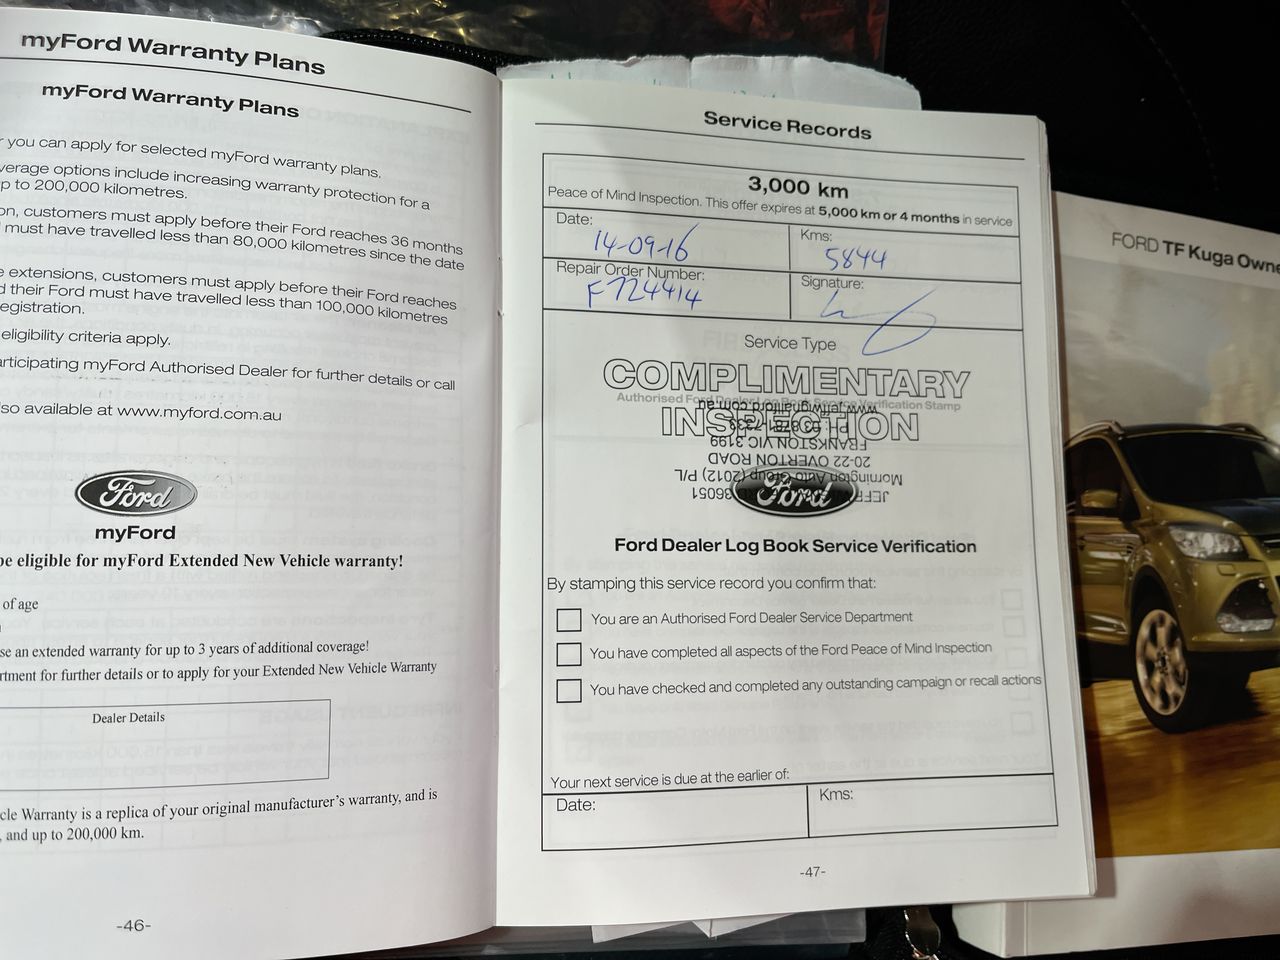 myFord Warranty Plans
myFord Warranty Plans
you can apply for selected myFord warranty plans.
verage options include increasing warranty protection for a
p to 200,000 kilometres.
on, customers must apply before their Ford reaches 36 months
must have travelled less than 80,000 kilometres since the date
e extensions, customers must apply before their Ford reaches
d their Ford must have travelled less than 100,000 kilometres
egistration.
eligibility criteria apply.
articipating myFord Authorised Dealer for further details or call
lso available at www.myford.com.au
Ford
myFord
be eligible for myFord Extended New Vehicle warranty!
of age
se an extended warranty for up to 3 years of additional coverage!
rtment for further details or to apply for your Extended New Vehicle Warranty
Dealer Details
cle Warranty is a replica of your original manufacturer's warranty, and is
, and up to 200,000 km.
-46-
Service Records
3,000 km
Peace of Mind Inspection. This offer expires at 5,000 km or 4 months in service
Date:
14-09-16
Kms:
5844
Repair Order Number:
F724414
Signature:
Service Type
COMPLIMENTARY
Authorised Ford Dealer Log Book Service Verification Stamp
INSPECTION
Ford
JEFF 36051
Mornington Auto Group (2012) P/L
20-22 OVERTON ROAD
FRANKSTON VIC 3199
www.jeffwignallford.com.au
Ford Dealer Log Book Service Verification
By stamping this service record you confirm that:
You are an Authorised Ford Dealer Service Department
You have completed all aspects of the Ford Peace of Mind Inspection
You have checked and completed any outstanding campaign or recall actions
Your next service is due at the earlier of:
Date:
Kms:
-47-
FORD TF Kuga Owne